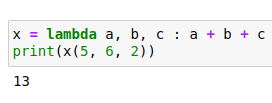 x = lambda a, b, c : a + b + c
print(x(5, 6, 2))
13